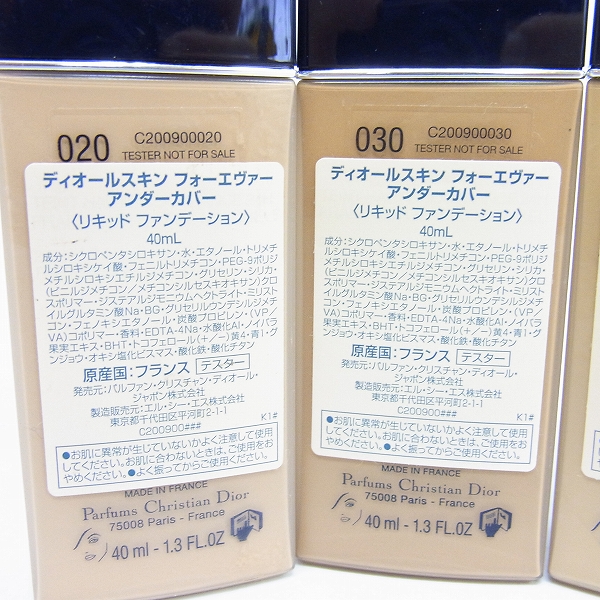 020
C200900020
TESTER NOT FOR SALE
ディオールスキン フォーエヴァー
アンダーカバー
〈リキッド ファンデーション〉
40mL
成分：シクロペンタシロキサン・水・エタノール・トリメチ
ルシロキシケイ酸・フェニルトリメチコン・PEG-9ポリジ
メチルシロキシエチルジメチコン・グリセリン・シリカ・
(ビニルジメチコン/メチコンシルセスキオキサン)クロ
スポリマー・ジステアルジモニウムヘクトライト・ミリスト
イルグルタミン酸Na・BG・グリセリルウンデシルジメチ
コン・フェノキシエタノール・炭酸プロピレン・(VP/
VA)コポリマー・香料・EDTA-4Na・水酸化Al・ノイバラ
果実エキス・BHT・トコフェロール(+/−)黄4・青1・グ
ンジョウ・オキシ塩化ビスマス・酸化鉄・酸化チタン
原産国：フランス テスター
発売元：パルファン・クリスチャン・ディオール・
ジャポン株式会社
製造販売元：エル・シー・エス株式会社
東京都千代田区平河町2-1-1
C200900### K1#
●お肌に異常が生じていないかよく注意して使用
してください。お肌に合わないときは、ご使用をお
やめください。●よく振ってからご使用ください。
MADE IN FRANCE
Parfums Christian Dior
75008 Paris - France
40 ml - 1.3 FL.OZ
030
C200900030
TESTER NOT FOR SALE
ディオールスキン フォーエヴァー
アンダーカバー
〈リキッド ファンデーション〉
40mL
成分：シクロペンタシロキサン・水・エタノール・トリメチ
ルシロキシケイ酸・フェニルトリメチコン・PEG-9ポリジ
メチルシロキシエチルジメチコン・グリセリン・シリカ・
(ビニルジメチコン/メチコンシルセスキオキサン)クロ
スポリマー・ジステアルジモニウムヘクトライト・ミリスト
イルグルタミン酸Na・BG・グリセリルウンデシルジメチ
コン・フェノキシエタノール・炭酸プロピレン・(VP/
VA)コポリマー・香料・EDTA-4Na・水酸化Al・ノイバラ
果実エキス・BHT・トコフェロール(+/−)黄4・青1・グ
ンジョウ・オキシ塩化ビスマス・酸化鉄・酸化チタン
原産国：フランス テスター
発売元：パルファン・クリスチャン・ディオール・
ジャポン株式会社
製造販売元：エル・シー・エス株式会社
東京都千代田区平河町2-1-1
C200900### K1#
●お肌に異常が生じていないかよく注意して使用
してください。お肌に合わないときは、ご使用をお
やめください。●よく振ってからご使用ください。
MADE IN FRANCE
Parfums Christian Dior
75008 Paris - France
40 ml - 1.3 FL.OZ